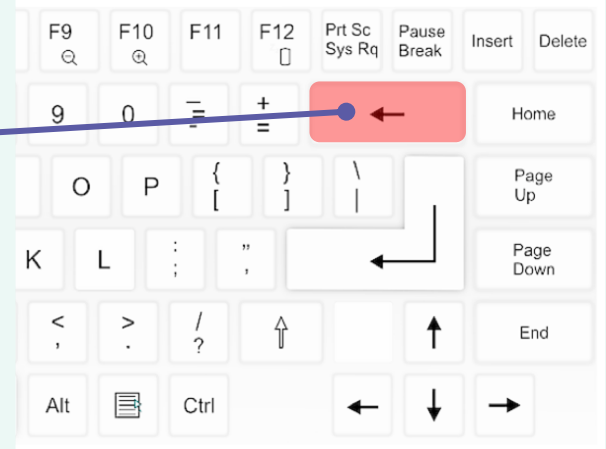 F9 F10 F11 F12 Prt Sc Pause Insert Delete
Sys Rq Break
9 0 — + ← Home
= =
-
O P { } \ Page
[ ] | Up
K L : " Page
; , Down
< > / ⇧ ↑ End
, . ?
Alt Ctrl ← ↓ →